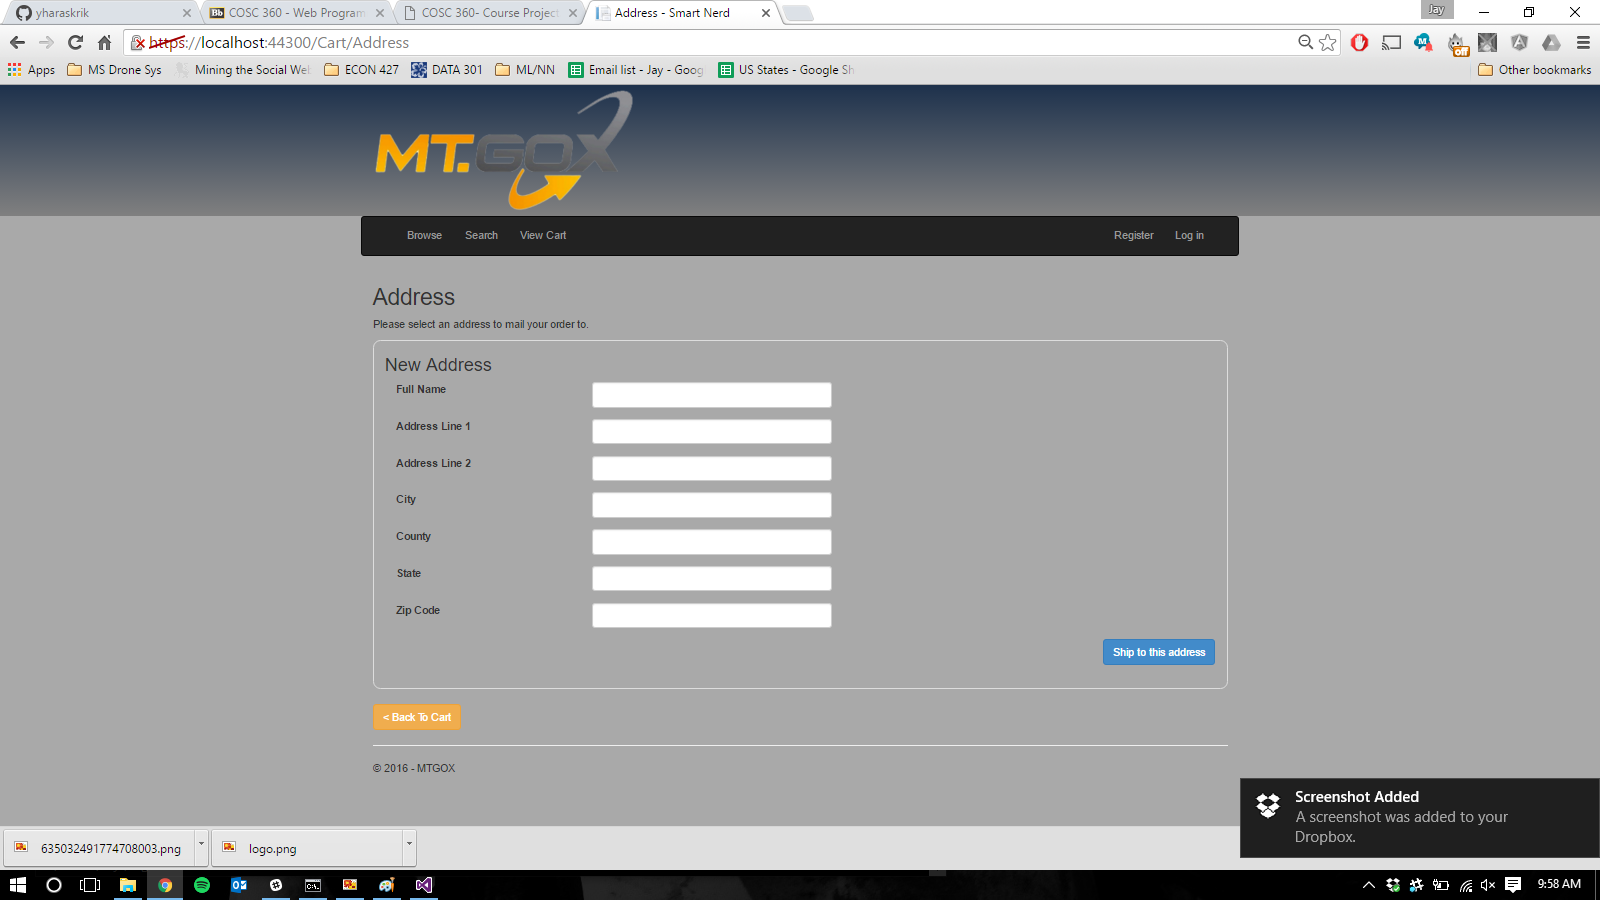 yharaskrik
COSC 360 - Web Program
COSC 360- Course Project
Address - Smart Nerd
Jay
https://localhost:44300/Cart/Address
Apps
MS Drone Sys
Mining the Social We
ECON 427
DATA 301
ML/NN
Email list - Jay - Goog
US States - Google Sh
Other bookmarks
MT.GOX
Browse
Search
View Cart
Register
Log in
Address
Please select an address to mail your order to.
New Address
Full Name
Address Line 1
Address Line 2
City
County
State
Zip Code
Ship to this address
< Back To Cart
© 2016 - MTGOX
Screenshot Added
A screenshot was added to your
Dropbox.
635032491774708003.png
logo.png
9:58 AM